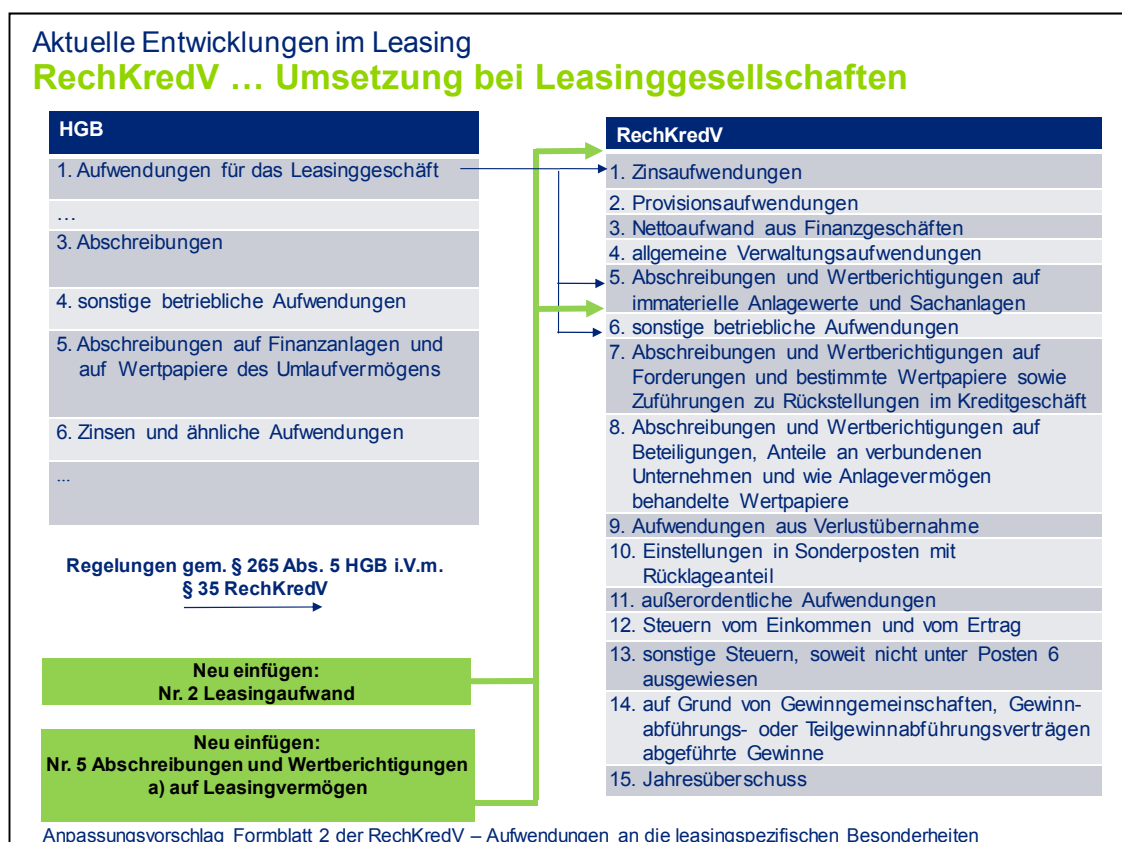 Aktuelle Entwicklungen im Leasing
RechKredV … Umsetzung bei Leasinggesellschaften
HGB
1. Aufwendungen für das Leasinggeschäft
…
3. Abschreibungen
4. sonstige betriebliche Aufwendungen
5. Abschreibungen auf Finanzanlagen und
auf Wertpapiere des Umlaufvermögens
6. Zinsen und ähnliche Aufwendungen
...
Regelungen gem. § 265 Abs. 5 HGB i.V.m.
§ 35 RechKredV
Neu einfügen:
Nr. 2 Leasingaufwand
Neu einfügen:
Nr. 5 Abschreibungen und Wertberichtigungen
a) auf Leasingvermögen
RechKredV
1. Zinsaufwendungen
2. Provisionsaufwendungen
3. Nettoaufwand aus Finanzgeschäften
4. allgemeine Verwaltungsaufwendungen
5. Abschreibungen und Wertberichtigungen auf
immaterielle Anlagewerte und Sachanlagen
6. sonstige betriebliche Aufwendungen
7. Abschreibungen und Wertberichtigungen auf
Forderungen und bestimmte Wertpapiere sowie
Zuführungen zu Rückstellungen im Kreditgeschäft
8. Abschreibungen und Wertberichtigungen auf
Beteiligungen, Anteile an verbundenen
Unternehmen und wie Anlagevermögen
behandelte Wertpapiere
9. Aufwendungen aus Verlustübernahme
10. Einstellungen in Sonderposten mit
Rücklageanteil
11. außerordentliche Aufwendungen
12. Steuern vom Einkommen und vom Ertrag
13. sonstige Steuern, soweit nicht unter Posten 6
ausgewiesen
14. auf Grund von Gewinngemeinschaften, Gewinn-
abführungs- oder Teilgewinnabführungsverträgen
abgeführte Gewinne
15. Jahresüberschuss
Anpassungsvorschlag Formblatt 2 der RechKredV – Aufwendungen an die leasingspezifischen Besonderheiten